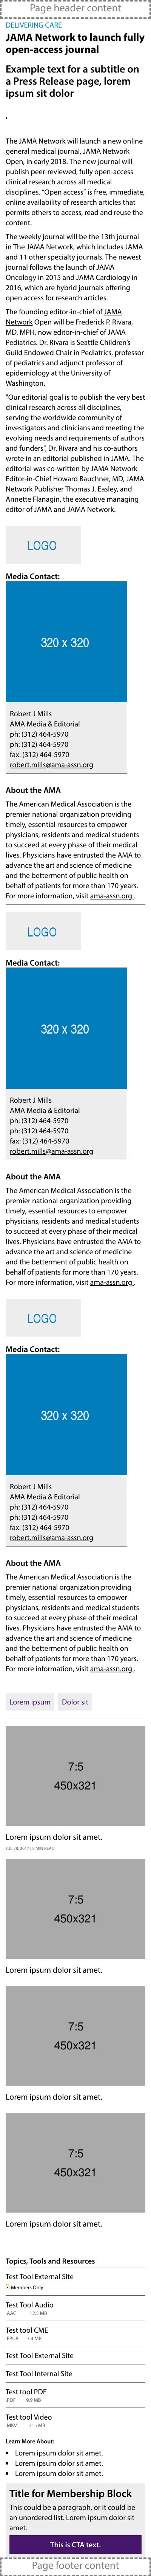 Page header content
DELIVERING CARE
JAMA Network to launch fully
open-access journal
Example text for a subtitle on
a Press Release page, lorem
ipsum sit dolor
,
The JAMA Network will launch a new online
general medical journal, JAMA Network
Open, in early 2018. The new journal will
publish peer-reviewed, fully open-access
clinical research across all medical
disciplines. "Open access" is free, immediate,
online availability of research articles that
permits others to access, read and reuse the
content.
The weekly journal will be the 13th journal
in The JAMA Network, which includes JAMA
and 11 other specialty journals. The newest
journal follows the launch of JAMA
Oncology in 2015 and JAMA Cardiology in
2016, which are hybrid journals offering
open access for research articles.
The founding editor-in-chief of JAMA
Network Open will be Frederick P. Rivara,
MD, MPH, now editor-in-chief of JAMA
Pediatrics. Dr. Rivara is Seattle Children's
Guild Endowed Chair in Pediatrics, professor
of pediatrics and adjunct professor of
epidemiology at the University of
Washington.
"Our editorial goal is to publish the very best
clinical research across all disciplines,
serving the worldwide community of
investigators and clinicians and meeting the
evolving needs and requirements of authors
and funders", Dr. Rivara and his co-authors
wrote in an editorial published in JAMA. The
editorial was co-written by JAMA Network
Editor-in-Chief Howard Bauchner, MD, JAMA
Network Publisher Thomas J. Easley, and
Annette Flanagin, the executive managing
editor of JAMA and JAMA Network.
LOGO
Media Contact:
320 x 320
Robert J Mills
AMA Media & Editorial
ph: (312) 464-5970
ph: (312) 464-5970
fax: (312) 464-5970
robert.mills@ama-assn.org
About the AMA
The American Medical Association is the
premier national organization providing
timely, essential resources to empower
physicians, residents and medical students
to succeed at every phase of their medical
lives. Physicians have entrusted the AMA to
advance the art and science of medicine
and the betterment of public health on
behalf of patients for more than 170 years.
For more information, visit ama-assn.org .
LOGO
Media Contact:
320 x 320
Robert J Mills
AMA Media & Editorial
ph: (312) 464-5970
ph: (312) 464-5970
fax: (312) 464-5970
robert.mills@ama-assn.org
About the AMA
The American Medical Association is the
premier national organization providing
timely, essential resources to empower
physicians, residents and medical students
to succeed at every phase of their medical
lives. Physicians have entrusted the AMA to
advance the art and science of medicine
and the betterment of public health on
behalf of patients for more than 170 years.
For more information, visit ama-assn.org .
LOGO
Media Contact:
320 x 320
Robert J Mills
AMA Media & Editorial
ph: (312) 464-5970
ph: (312) 464-5970
fax: (312) 464-5970
robert.mills@ama-assn.org
About the AMA
The American Medical Association is the
premier national organization providing
timely, essential resources to empower
physicians, residents and medical students
to succeed at every phase of their medical
lives. Physicians have entrusted the AMA to
advance the art and science of medicine
and the betterment of public health on
behalf of patients for more than 170 years.
For more information, visit ama-assn.org .
Lorem ipsum Dolor sit
7:5
450x321
Lorem ipsum dolor sit amet.
JUL 28, 2017 | 5 MIN READ
7:5
450x321
Lorem ipsum dolor sit amet.
7:5
450x321
Lorem ipsum dolor sit amet.
7:5
450x321
Lorem ipsum dolor sit amet.
Topics, Tools and Resources
Test Tool External Site
Members Only
Test Tool Audio
.AAC 12.5 MB
Test tool CME
.EPUB 3.4 MB
Test Tool External Site
Test Tool Internal Site
Test tool PDF
.PDF 9.9 MB
Test tool Video
.MKV 715 MB
Learn More About:
Lorem ipsum dolor sit amet.
Lorem ipsum dolor sit amet.
Lorem ipsum dolor sit amet.
Title for Membership Block
This could be a paragraph, or it could be
an unordered list. Lorem ipsum dolor sit
amet.
This is CTA text.
Page footer content